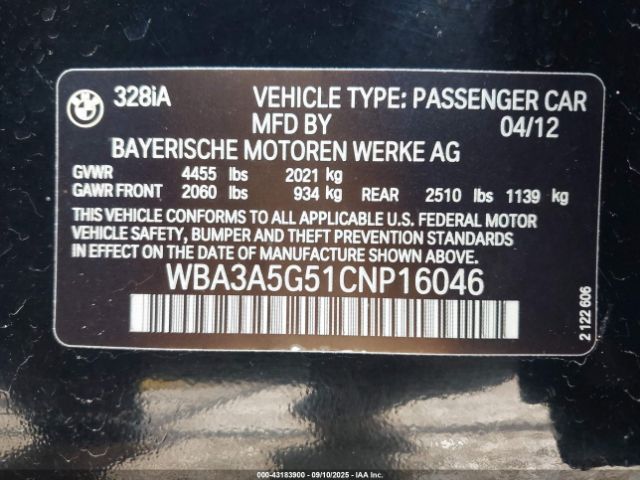 BMW
328iA VEHICLE TYPE: PASSENGER CAR
MFD BY 04/12
BAYERISCHE MOTOREN WERKE AG
GVWR 4455 lbs 2021 kg
GAWR FRONT 2060 lbs 934 kg REAR 2510 lbs 1139 kg
THIS VEHICLE CONFORMS TO ALL APPLICABLE U.S. FEDERAL MOTOR
VEHICLE SAFETY, BUMPER AND THEFT PREVENTION STANDARDS
IN EFFECT ON THE DATE OF MANUFACTURE SHOWN ABOVE.
WBA3A5G51CNP16046
2 122 606
000-43183900 - 09/10/2025 - IAA Inc.